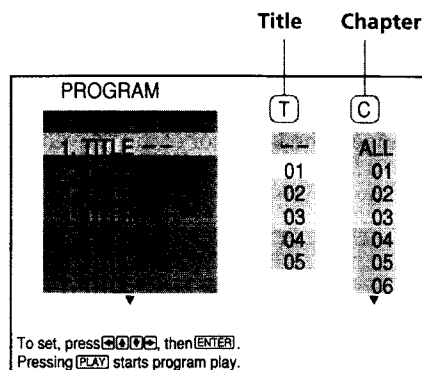 Title Chapter
PROGRAM
T C
1. TITLE – –
– – ALL
01 01
02 02
03 03
04 04
05 05
06
To set, press ←↑↓→, then ENTER.
Pressing PLAY starts program play.